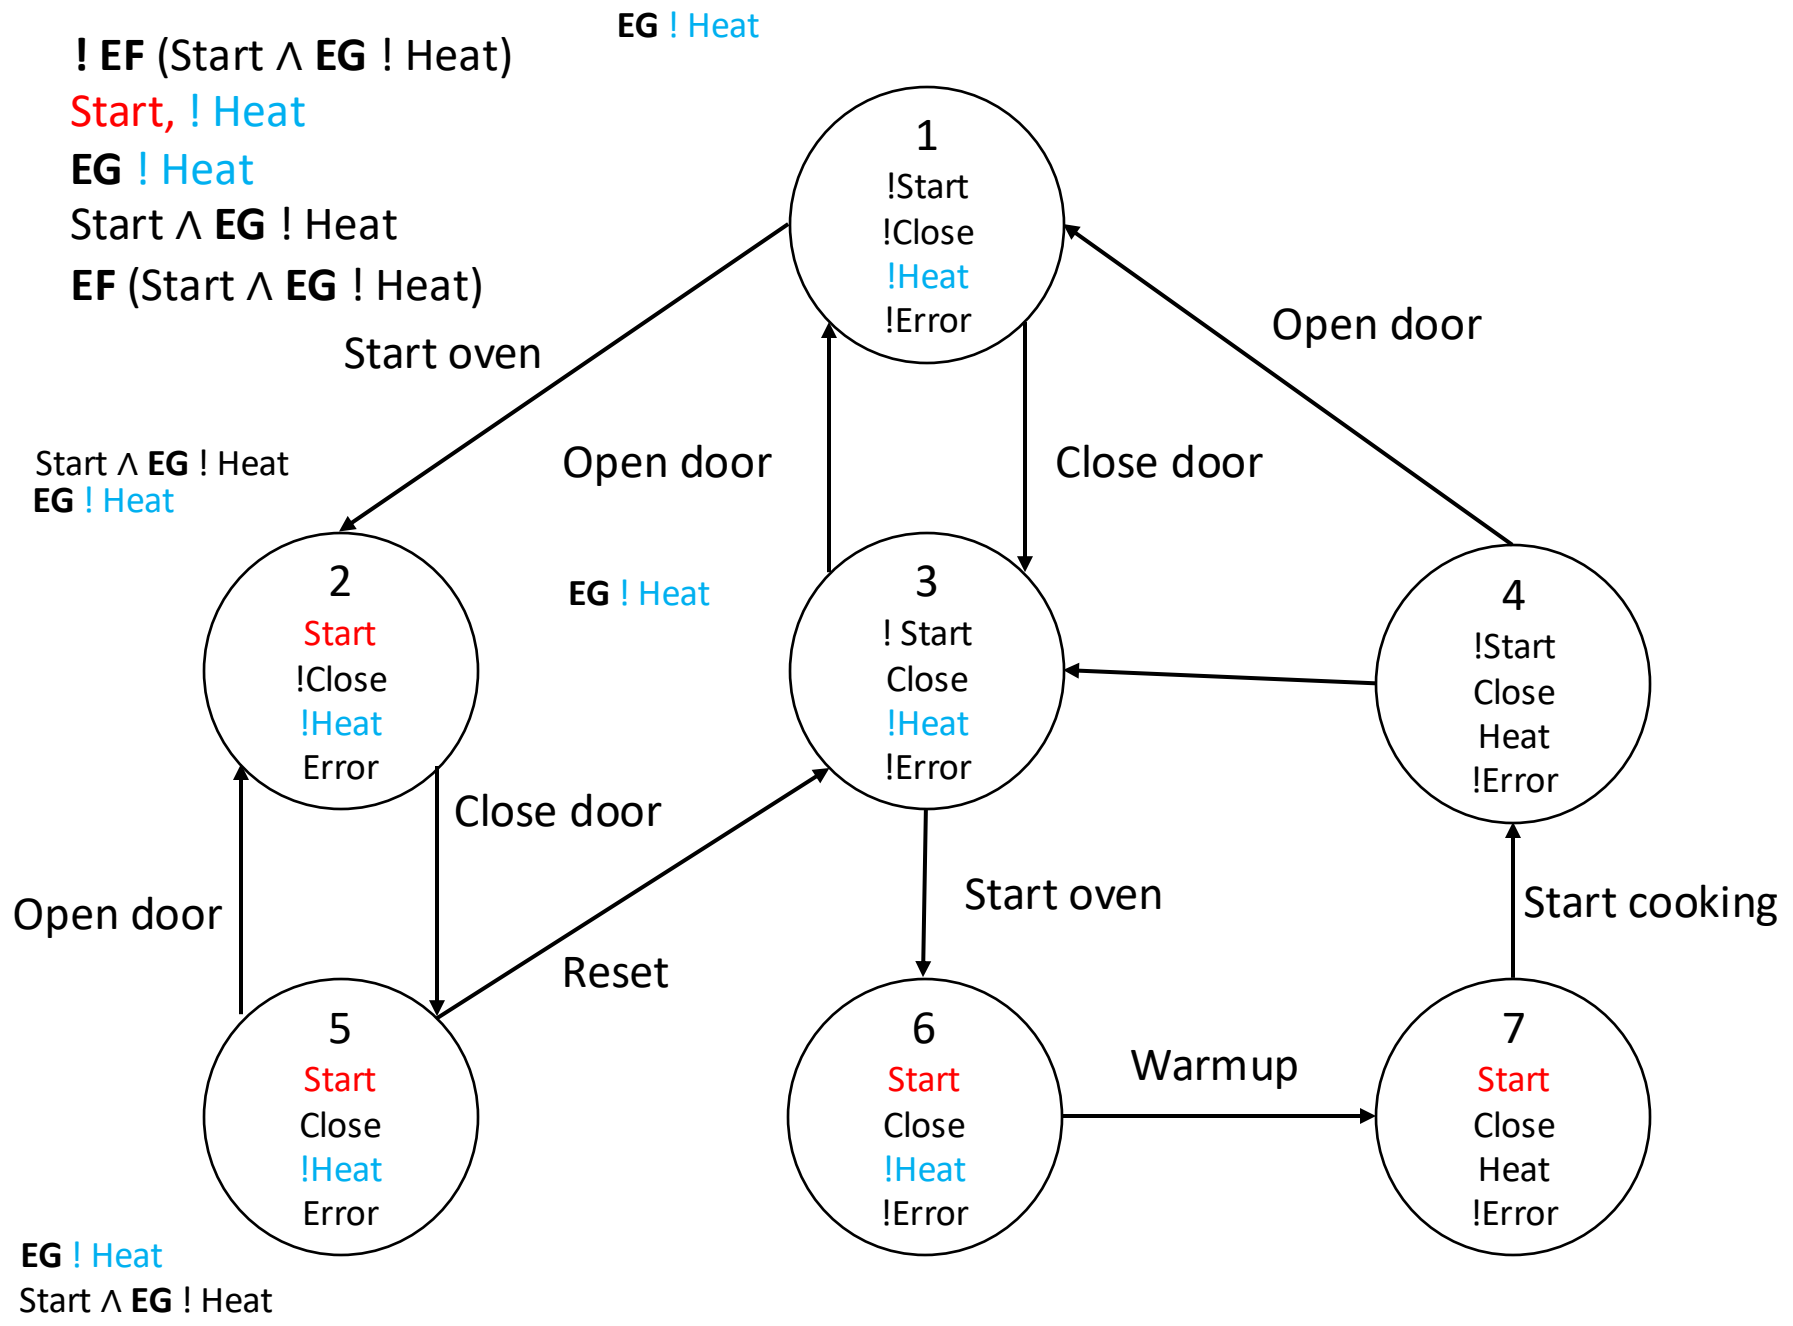 EG ! Heat
! EF (Start ∧ EG ! Heat)
Start, ! Heat
EG ! Heat
Start ∧ EG ! Heat
EF (Start ∧ EG ! Heat)
1
!Start
!Close
!Heat
!Error
Start oven
Open door
Open door
Close door
Start ∧ EG ! Heat
EG ! Heat
2
Start
!Close
!Heat
Error
EG ! Heat
3
! Start
Close
!Heat
!Error
4
!Start
Close
Heat
!Error
Close door
Open door
Reset
Start oven
Start cooking
5
Start
Close
!Heat
Error
6
Start
Close
!Heat
!Error
Warmup
7
Start
Close
Heat
!Error
EG ! Heat
Start ∧ EG ! Heat